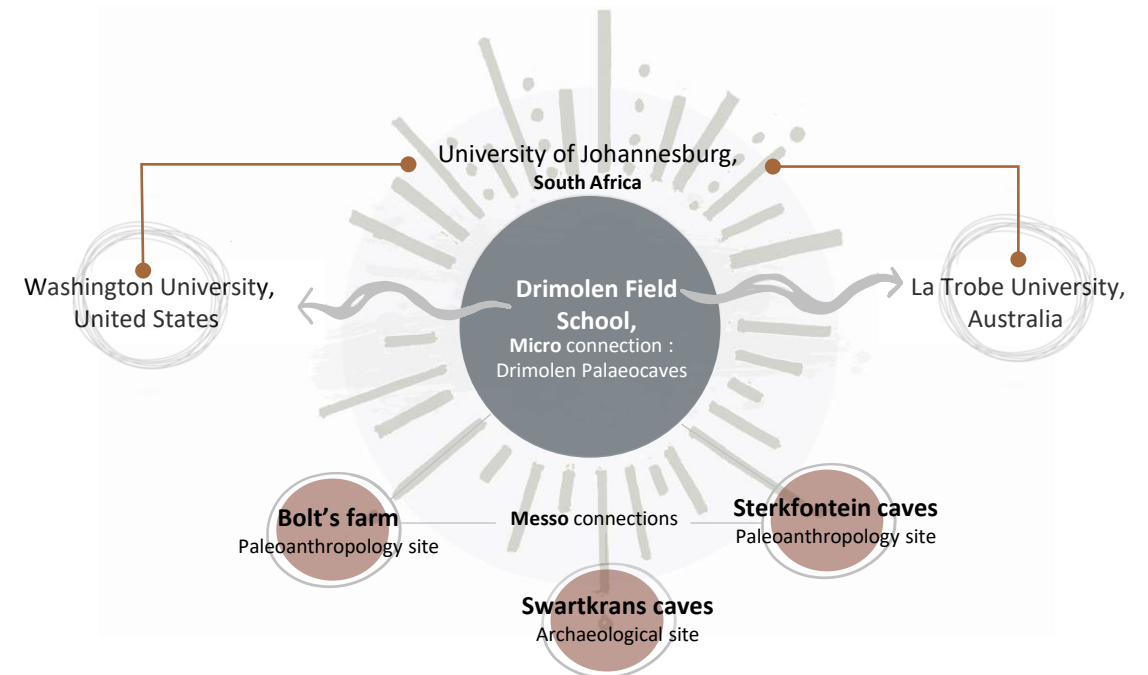 University of Johannesburg,
South Africa
Washington University,
United States
Drimolen Field
School,
Micro connection :
Drimolen Palaeocaves
La Trobe University,
Australia
Bolt's farm
Paleoanthropology site
Messo connections
Sterkfontein caves
Paleoanthropology site
Swartkrans caves
Archaeological site